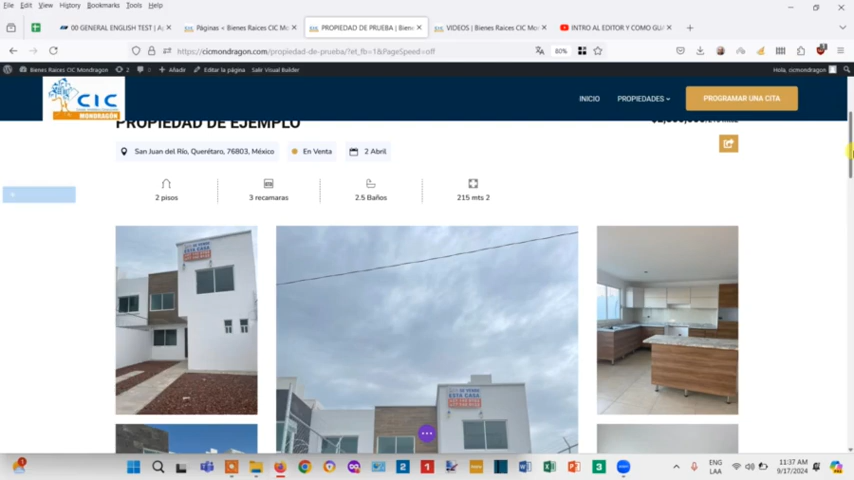 File Edit View History Bookmarks Tools Help
00 GENERAL ENGLISH TEST | Ap
Páginas < Bienes Raices CIC Mo
PROPIEDAD DE PRUEBA | Bien
VIDEOS | Bienes Raices CIC Mon
INTRO AL EDITOR Y COMO GUA
https://cicmondragon.com/propiedad-de-prueba/?et_fb=1&PageSpeed=off
80%
Bienes Raices CIC Mondragon 2 0 Añadir Editar la página Salir Visual Builder
Hola, cicmondragon
CIC
MONDRAGÓN
INICIO PROPIEDADES PROGRAMAR UNA CITA
PROPIEDAD DE EJEMPLO
San Juan del Río, Querétaro, 76803, México En Venta 2 Abril
2 pisos 3 recamaras 2.5 Baños 215 mts 2
SE VENDE
ESTA CASA
SE VENDE
ESTA CASA
ENG
LAA
11:37 AM
9/17/2024